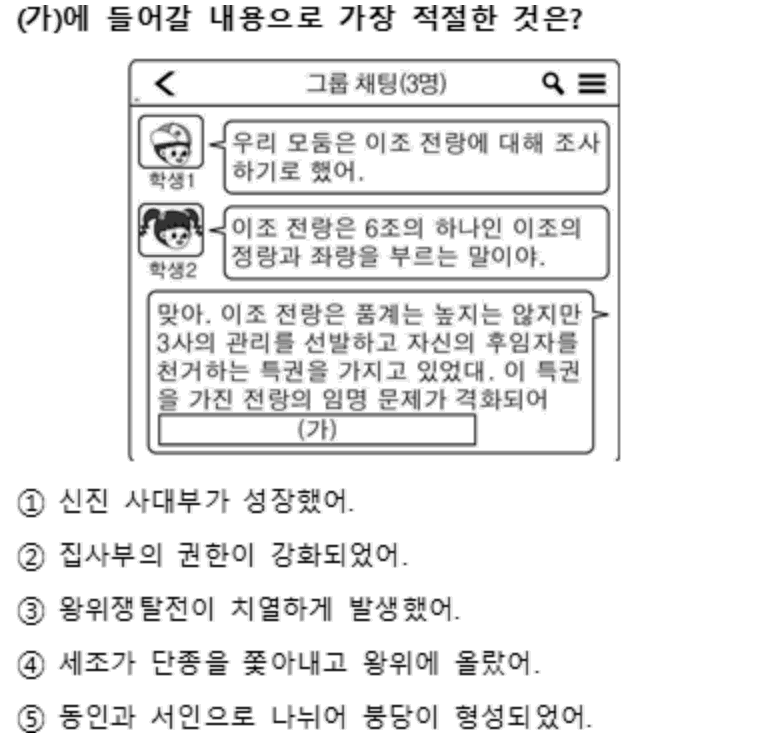 (가)에 들어갈 내용으로 가장 적절한 것은?
그룹 채팅(3명)
우리 모둠은 이조 전랑에 대해 조사
하기로 했어.
학생1
이조 전랑은 6조의 하나인 이조의
정랑과 좌랑을 부르는 말이야.
학생2
맞아. 이조 전랑은 품계는 높지는 않지만
3사의 관리를 선발하고 자신의 후임자를
천거하는 특권을 가지고 있었대. 이 특권
을 가진 전랑의 임명 문제가 격화되어
(가)
① 신진 사대부가 성장했어.
② 집사부의 권한이 강화되었어.
③ 왕위쟁탈전이 치열하게 발생했어.
④ 세조가 단종을 쫓아내고 왕위에 올랐어.
⑤ 동인과 서인으로 나뉘어 붕당이 형성되었어.